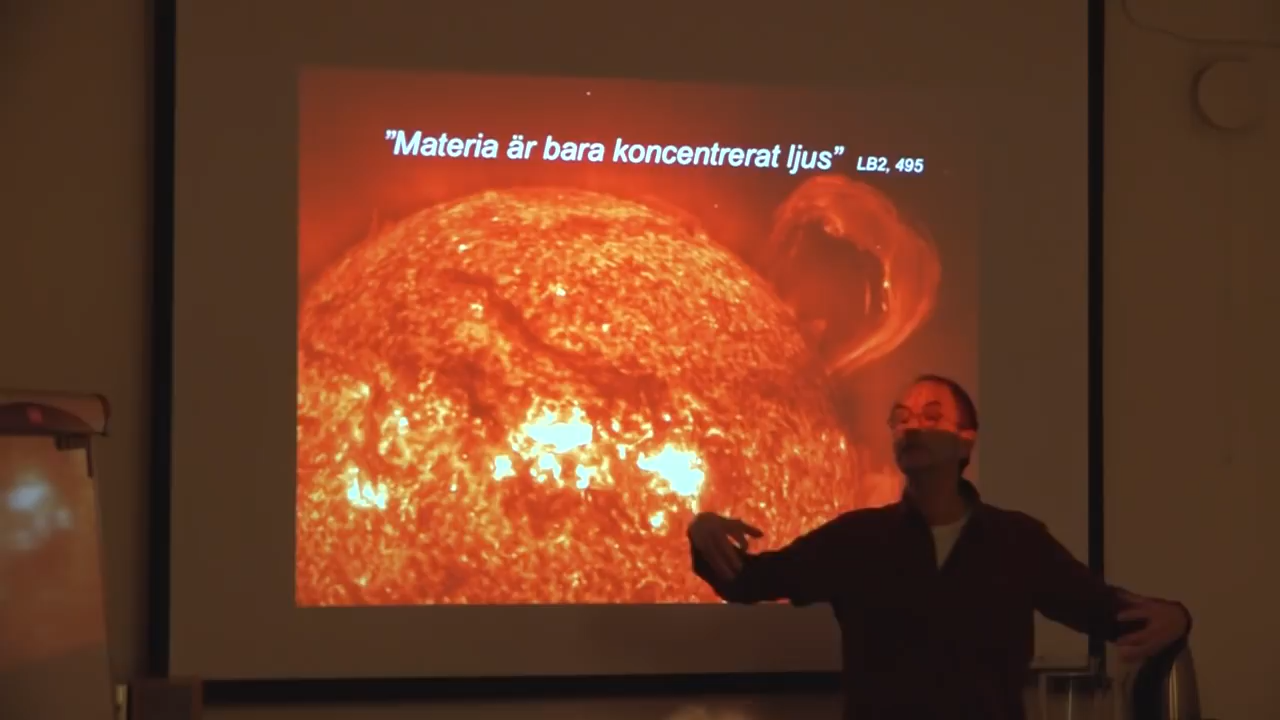 ”Materia är bara koncentrerat ljus” LB2, 495